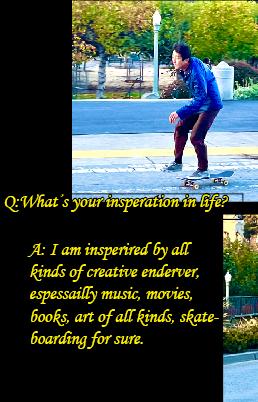 Q:What's your insperation in life?
A: I am insperired by all
kinds of creative enderver,
espessailly music, movies,
books, art of all kinds, skate-
boarding for sure.